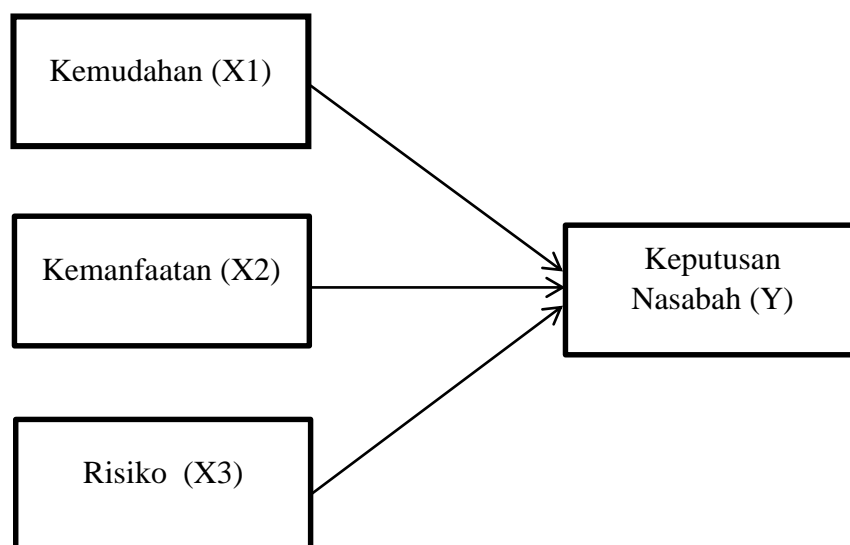 Kemudahan (X1)
Kemanfaatan (X2)
Keputusan
Nasabah (Y)
Risiko  (X3)